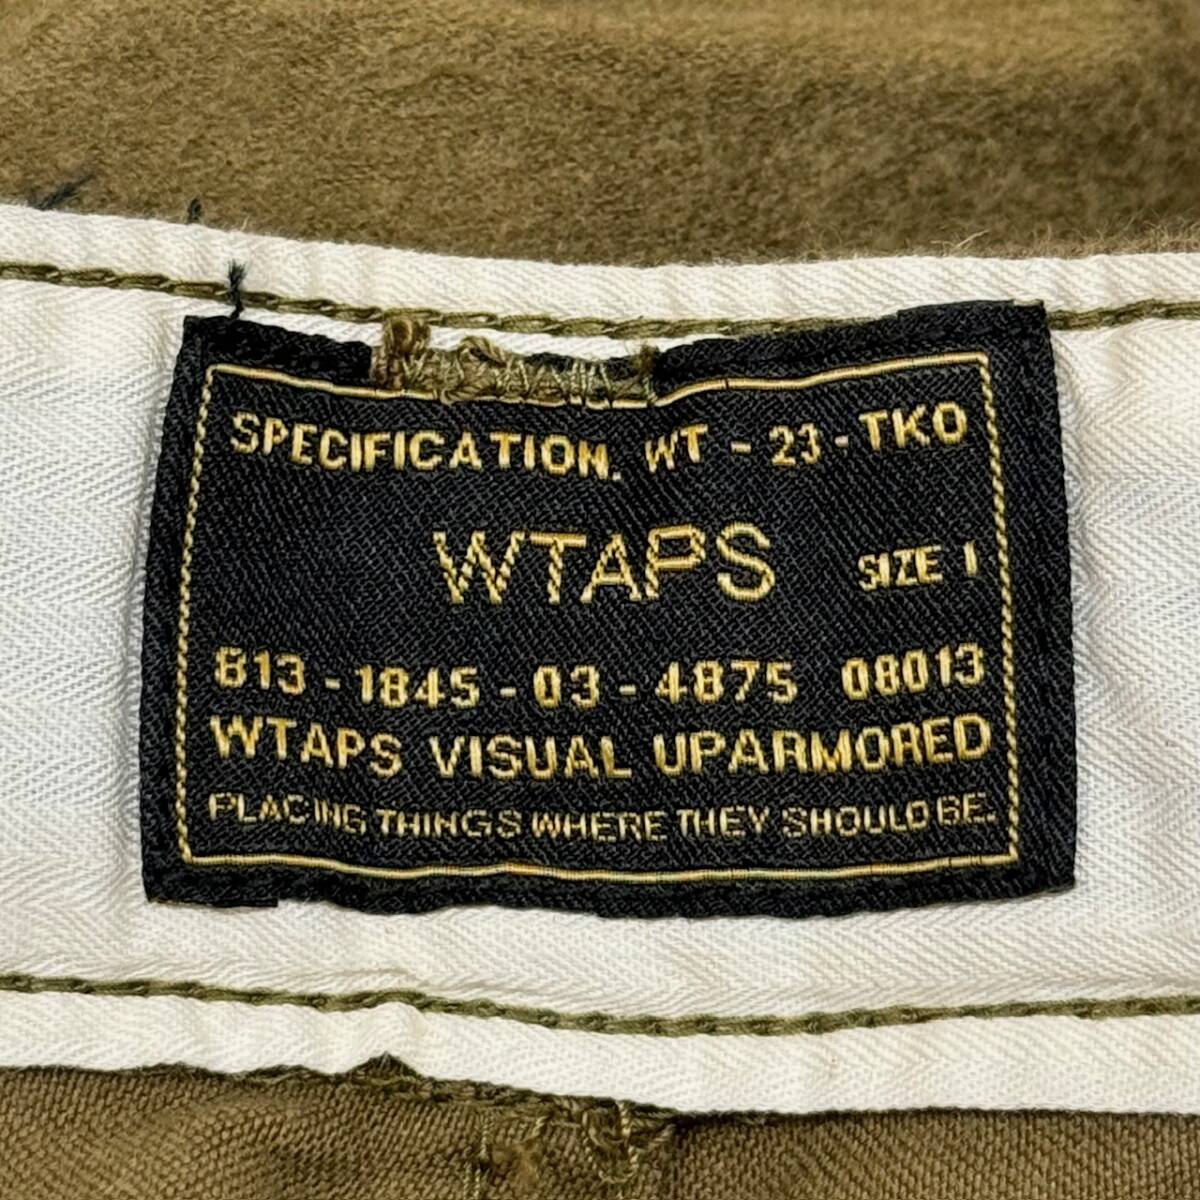 SPECIFICATION. WT - 23 - TKO
WTAPS SIZE 1
813 - 1845 - 03 - 4875 08013
WTAPS VISUAL UPARMORED
PLACING THINGS WHERE THEY SHOULD BE.